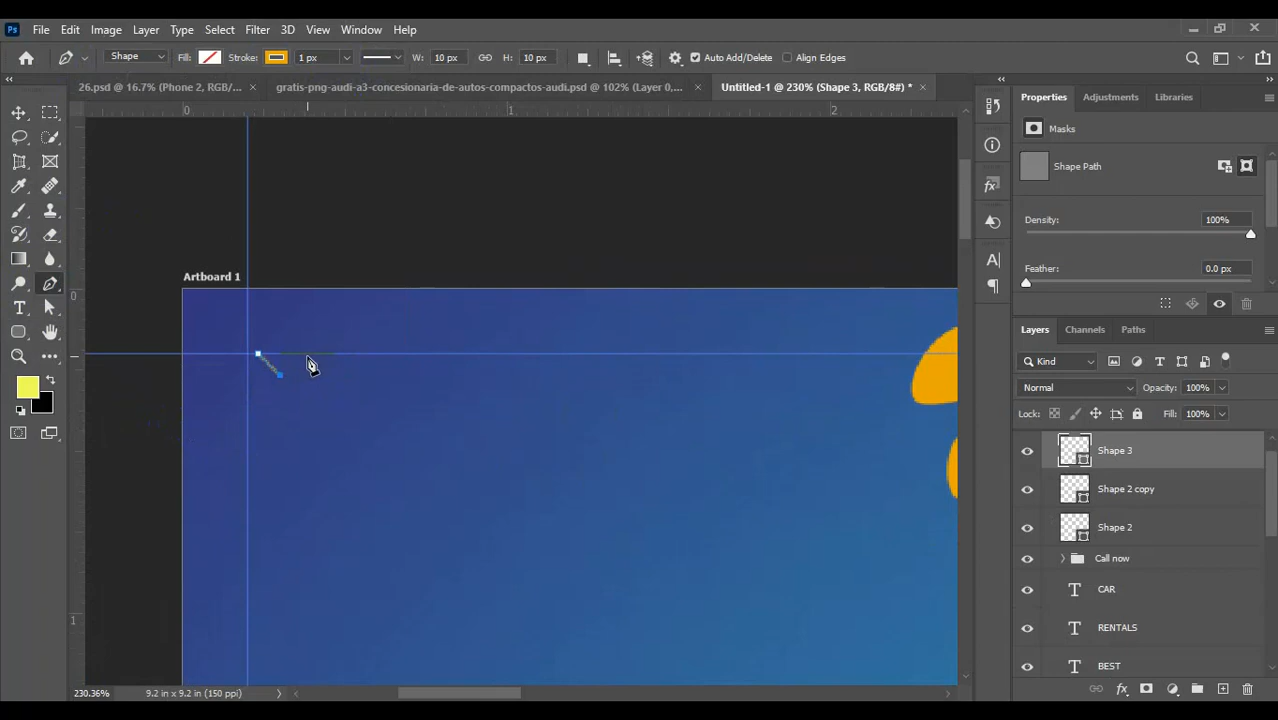 Ps File Edit Image Layer Type Select Filter 3D View Window Help
Shape Fill: Stroke: 1 px W: 10 px H: 10 px Auto Add/Delete Align Edges
26.psd @ 16.7% (Phone 2, RGB/... × gratis-png-audi-a3-concesionaria-de-autos-compactos-audi.psd @ 102% (Layer 0,... × Untitled-1 @ 230% (Shape 3, RGB/8#) * ×
Properties Adjustments Libraries
0 1 2
Masks
Shape Path
Density: 100%
Feather: 0.0 px
Artboard 1
0
Layers Channels Paths
Kind
Normal Opacity: 100%
Lock: Fill: 100%
Shape 3
Shape 2 copy
Shape 2
Call now
CAR
1
RENTALS
BEST
230.36% 9.2 in x 9.2 in (150 ppi)